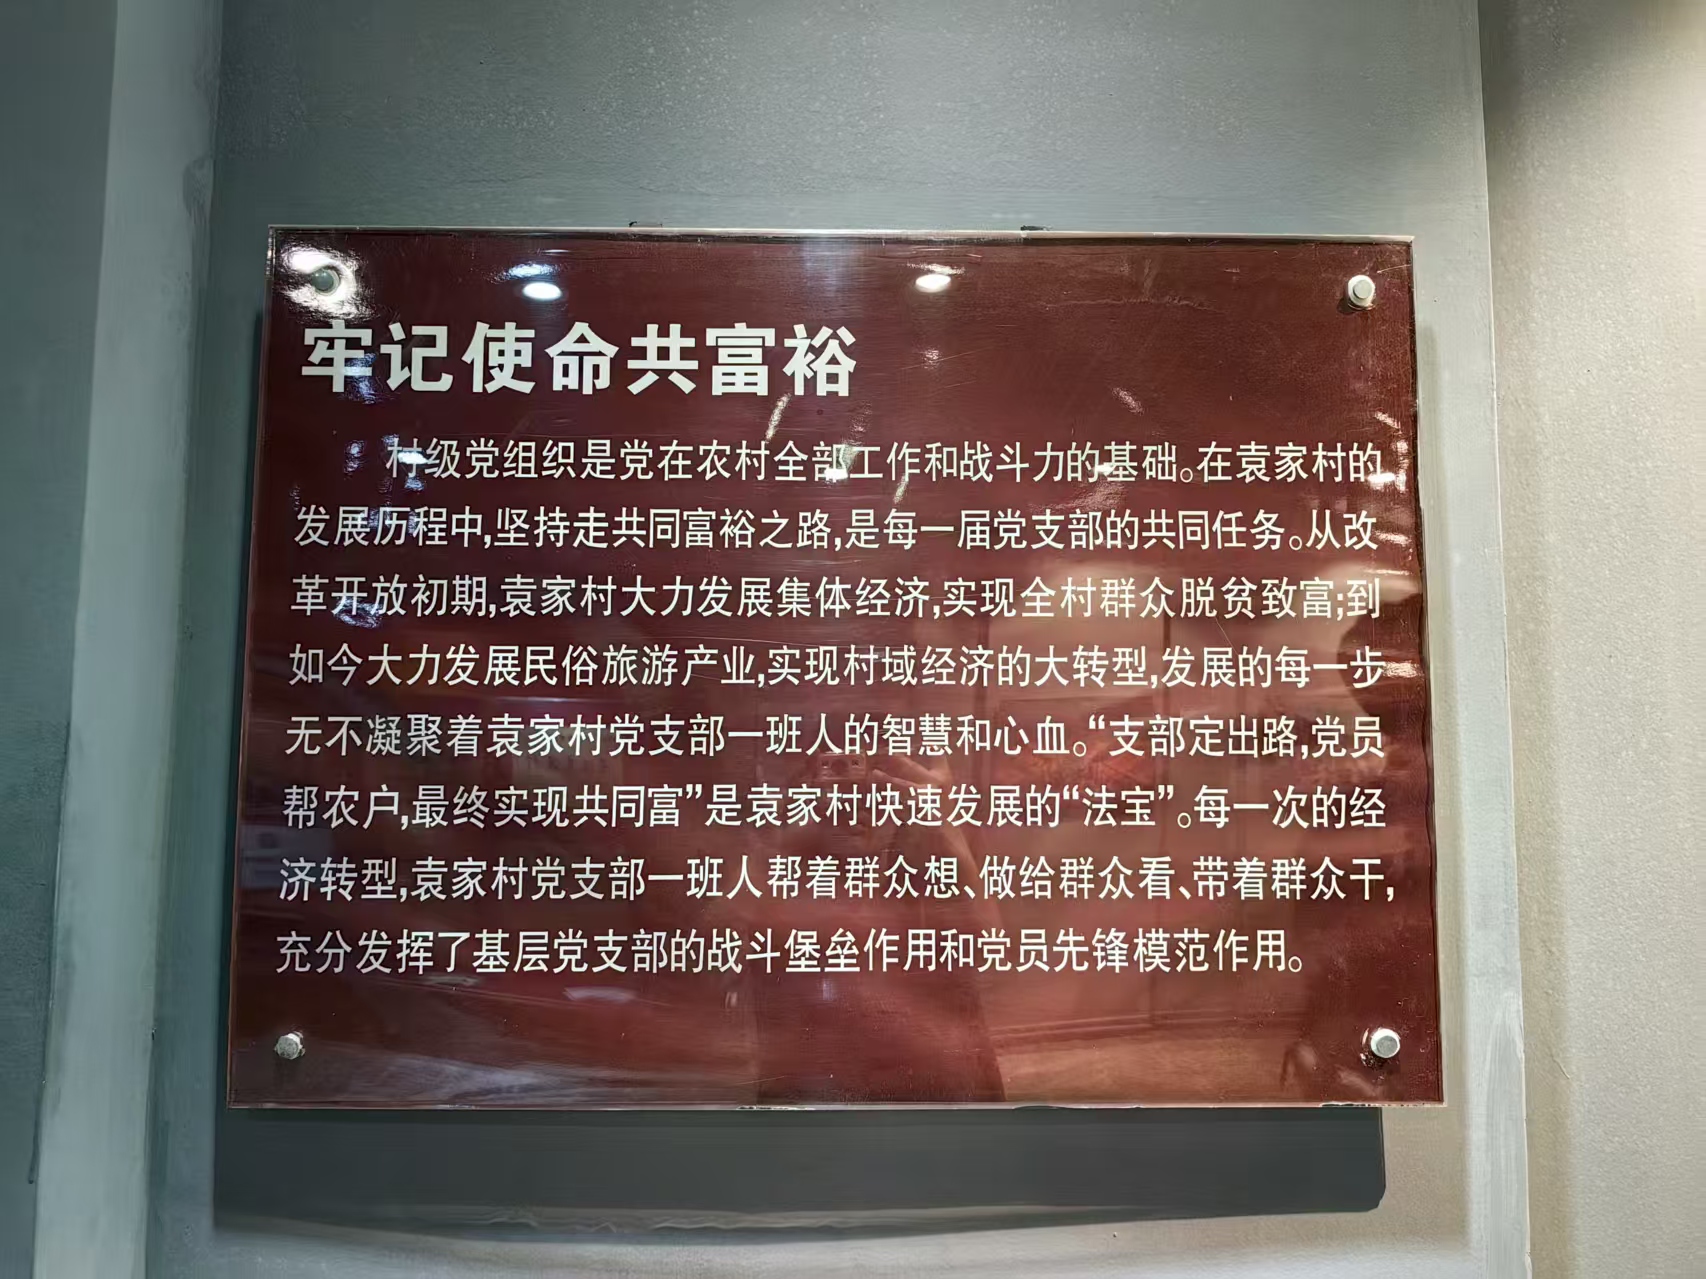 牢记使命共富裕
村级党组织是党在农村全部工作和战斗力的基础。在袁家村的
发展历程中,坚持走共同富裕之路,是每一届党支部的共同任务。从改
革开放初期,袁家村大力发展集体经济,实现全村群众脱贫致富;到
如今大力发展民俗旅游产业,实现村域经济的大转型,发展的每一步
无不凝聚着袁家村党支部一班人的智慧和心血。“支部定出路,党员
帮农户,最终实现共同富”是袁家村快速发展的“法宝”。每一次的经
济转型,袁家村党支部一班人帮着群众想、做给群众看、带着群众干,
充分发挥了基层党支部的战斗堡垒作用和党员先锋模范作用。